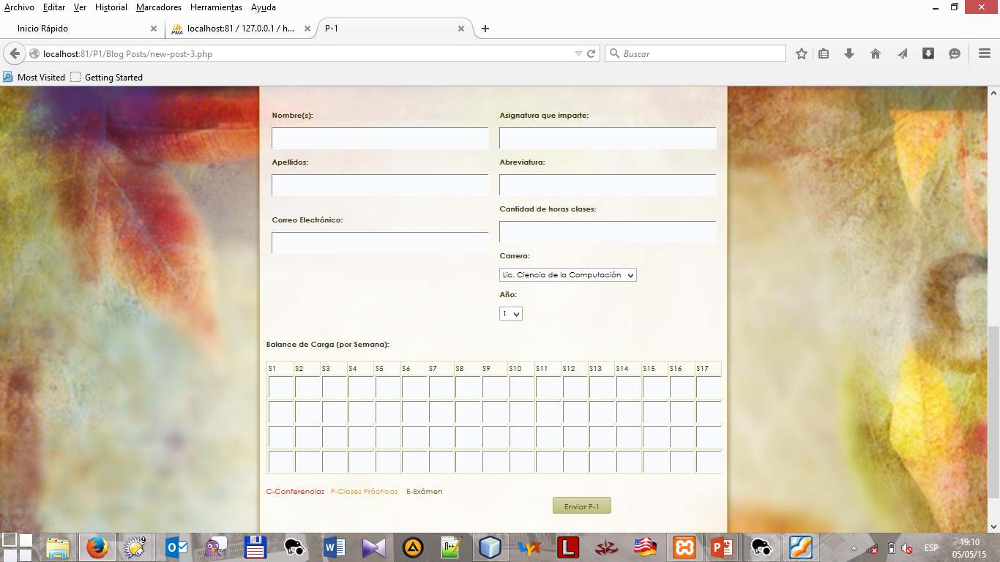 Archivo Editar Ver Historial Marcadores Herramientas Ayuda
Inicio Rápido
PMA localhost:81 / 127.0.0.1 / h...
P-1
localhost:81/P1/Blog Posts/new-post-3.php
Buscar
Most Visited Getting Started
Nombre(s):
Asignatura que imparte:
Apellidos:
Abreviatura:
Cantidad de horas clases:
Correo Electrónico:
Carrera:
Lic. Ciencia de la Computación
Año:
1
Balance de Carga (por Semana):
S1 S2 S3 S4 S5 S6 S7 S8 S9 S10 S11 S12 S13 S14 S15 S16 S17
C-Conferencias P-Clases Prácticas E-Exámen
Enviar P-1
ESP
19:10
05/05/15